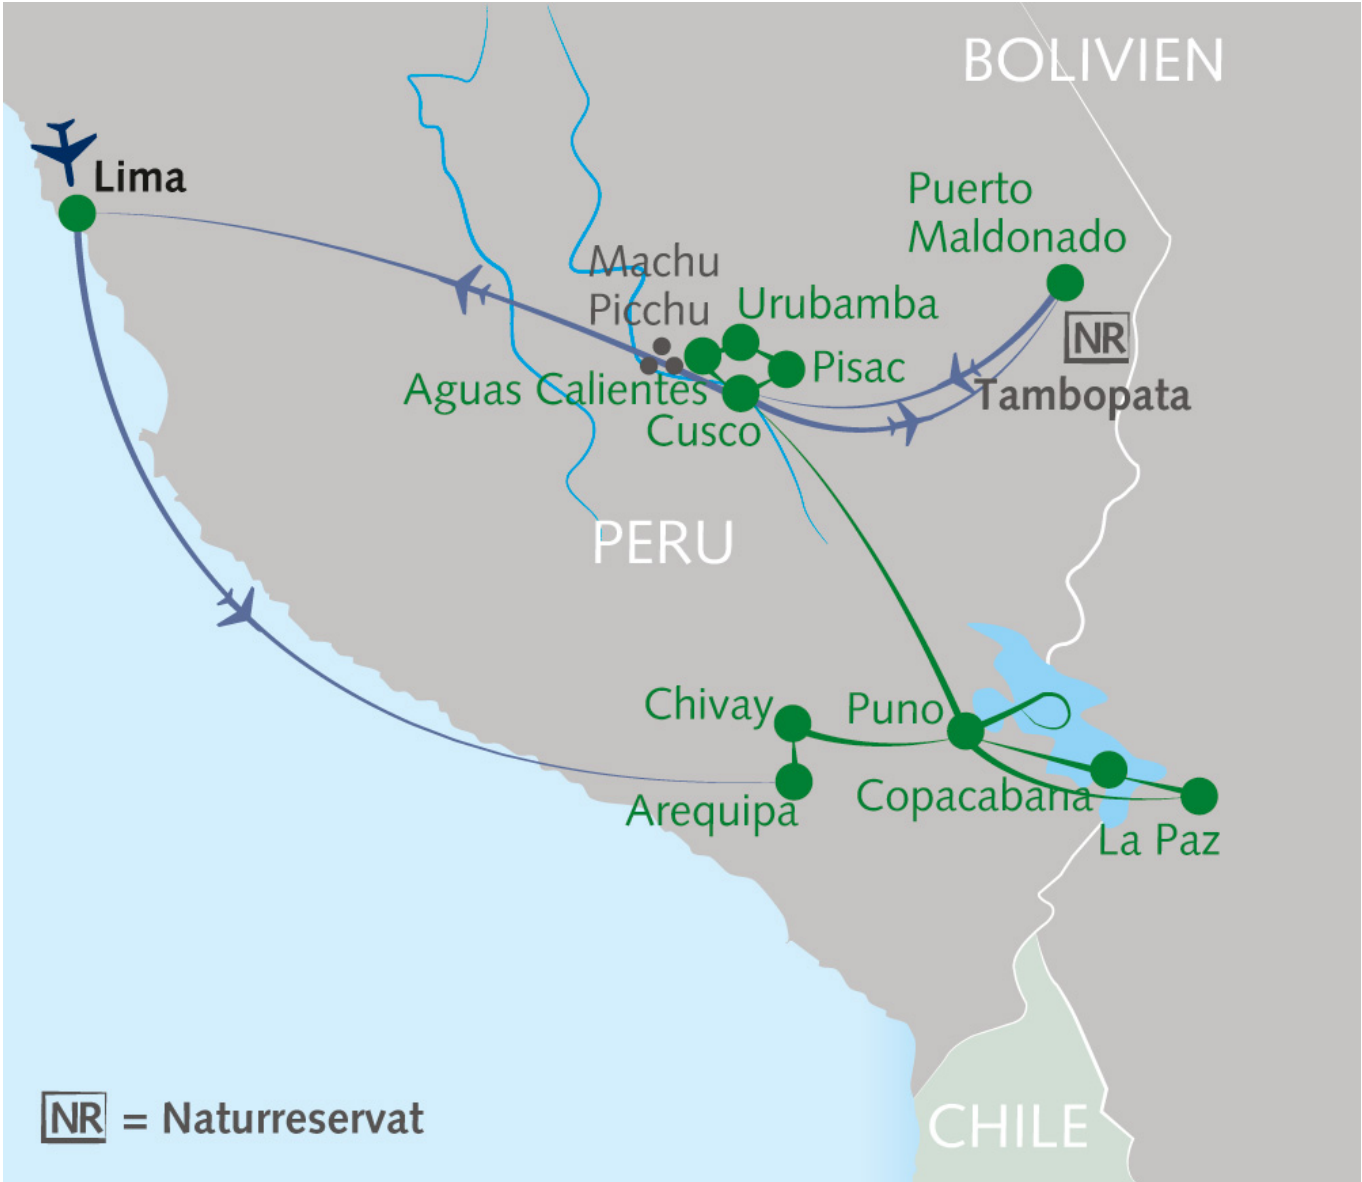 BOLIVIEN
Lima
Puerto
Maldonado
Machu
Picchu
Urubamba
NR
Pisac
Aguas Calientes
Tambopata
Cusco
PERU
Chivay
Puno
Copacabana
Arequipa
La Paz
NR = Naturreservat
CHILE